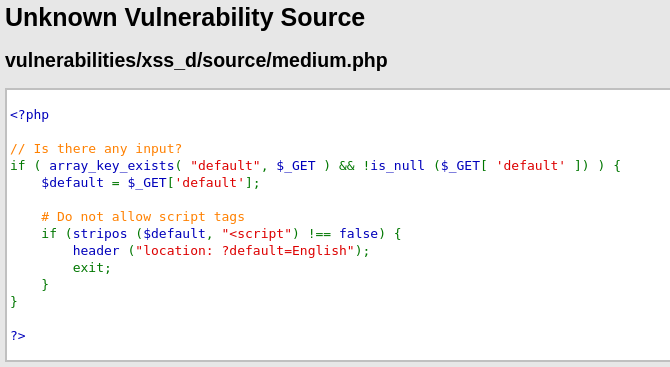 Unknown Vulnerability Source
vulnerabilities/xss_d/source/medium.php
<?php
// Is there any input?
if ( array_key_exists( "default", $_GET ) && !is_null ($_GET[ 'default' ]) ) {
    $default = $_GET['default'];
    # Do not allow script tags
    if (stripos ($default, "<script") !== false) {
        header ("location: ?default=English");
        exit;
    }
}
?>